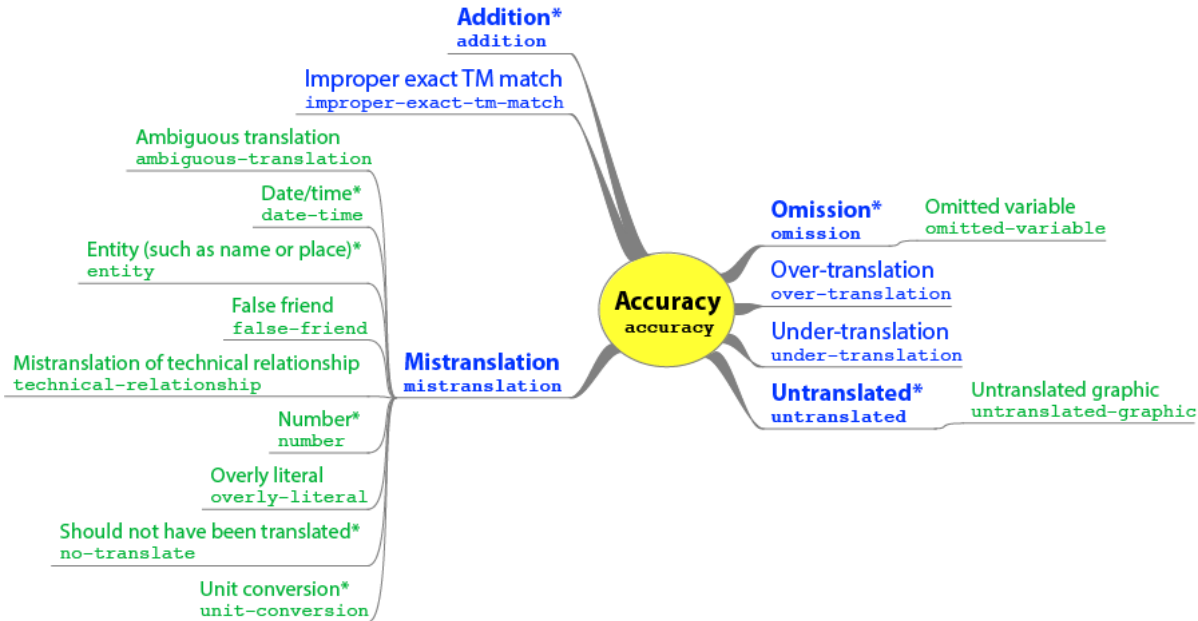 Addition*
addition
Improper exact TM match
improper-exact-tm-match
Ambiguous translation
ambiguous-translation
Date/time*
date-time
Entity (such as name or place)*
entity
False friend
false-friend
Mistranslation of technical relationship
technical-relationship
Number*
number
Overly literal
overly-literal
Should not have been translated*
no-translate
Unit conversion*
unit-conversion
Mistranslation
mistranslation
Accuracy
accuracy
Omission*
omission
Omitted variable
omitted-variable
Over-translation
over-translation
Under-translation
under-translation
Untranslated*
untranslated
Untranslated graphic
untranslated-graphic